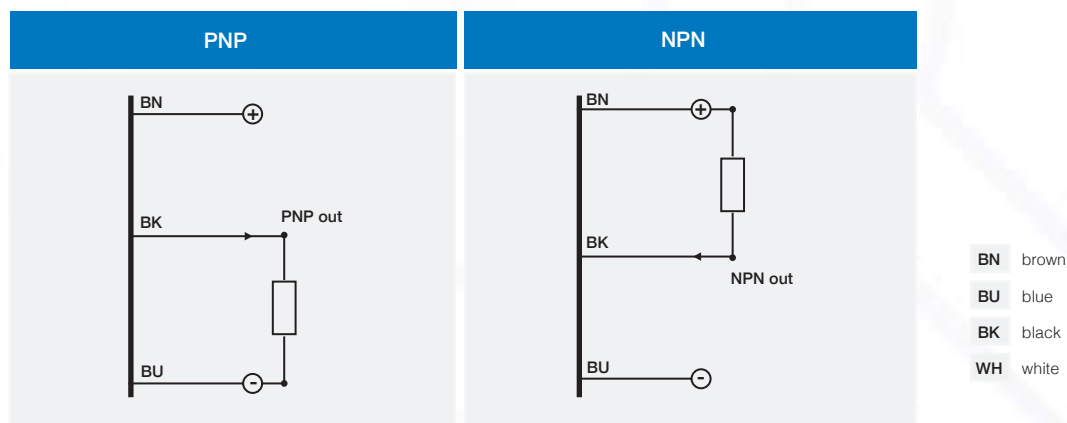 PNP
NPN
BN
+
BK
PNP out
BU
-
BN
+
BK
NPN out
BU
-
BN brown
BU blue
BK black
WH white